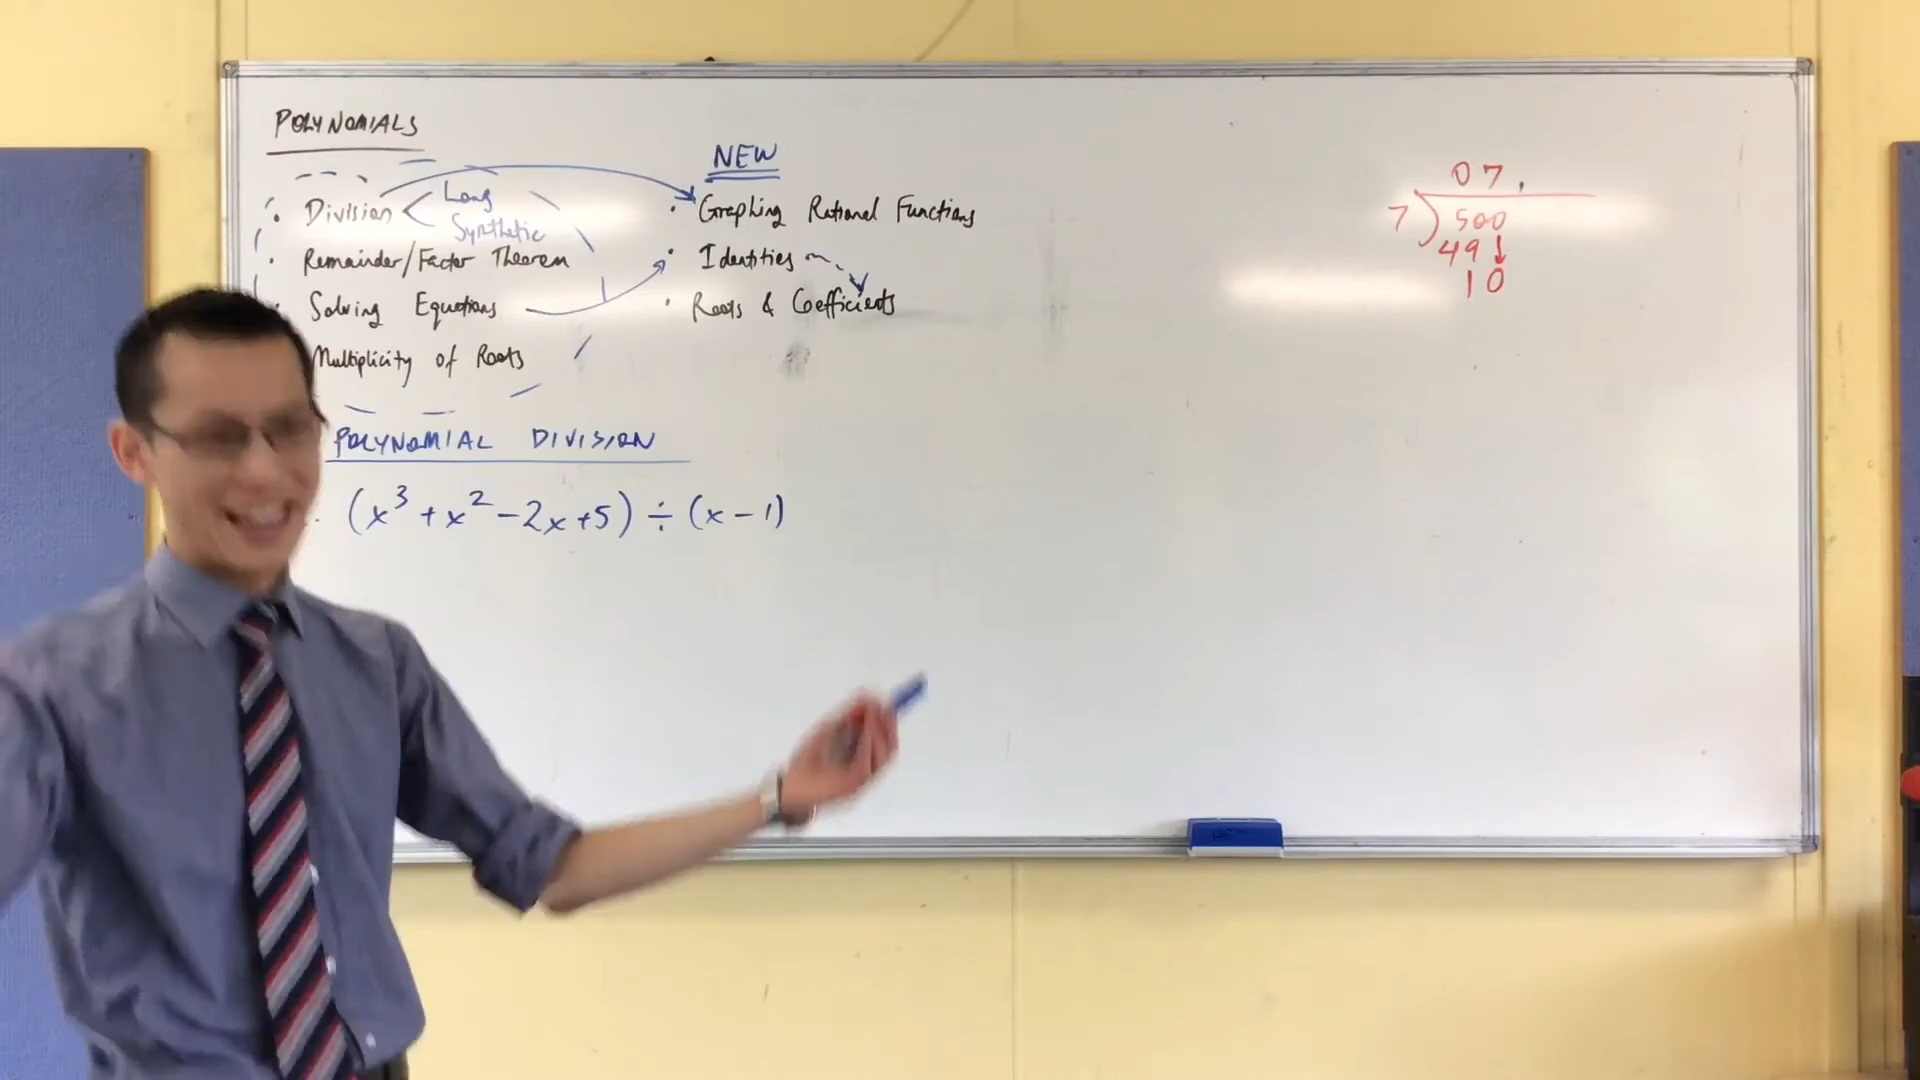 POLYNOMIALS
· Division < Long
Synthetic
· Remainder/Factor Theorem
· Solving Equations
Multiplicity of Roots
NEW
· Graphing Rational Functions
· Identities
· Roots & Coefficients
POLYNOMIAL DIVISION
(x³ + x² - 2x + 5) ÷ (x - 1)
07.
7)500
49↓
10